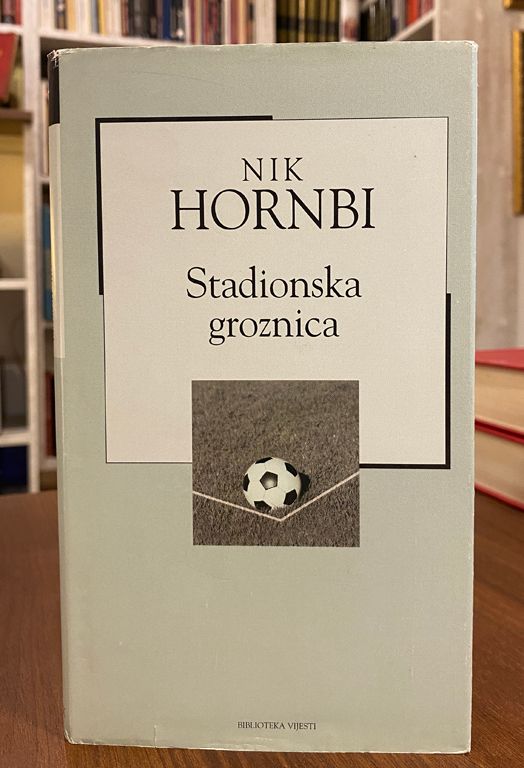 NIK
HORNBI
Stadionska
groznica
BIBLIOTEKA VIJESTI